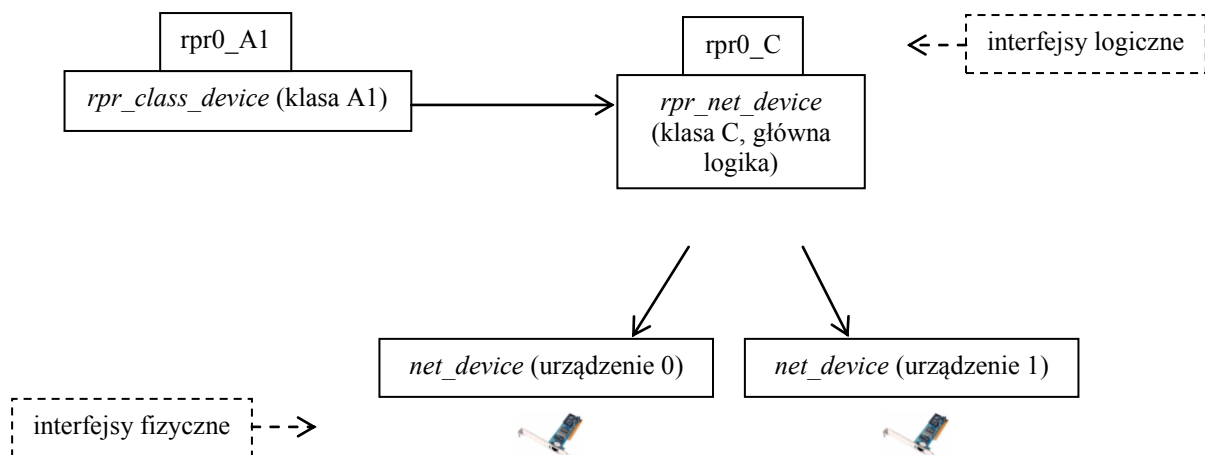 rpr0_A1
rpr0_C
interfejsy logiczne
rpr_class_device (klasa A1)
rpr_net_device
(klasa C, główna
logika)
net_device (urządzenie 0)
net_device (urządzenie 1)
interfejsy fizyczne